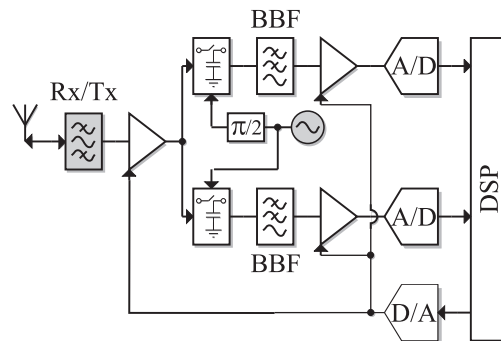 BBF
A/D
Rx/Tx
π/2
DSP
A/D
BBF
D/A